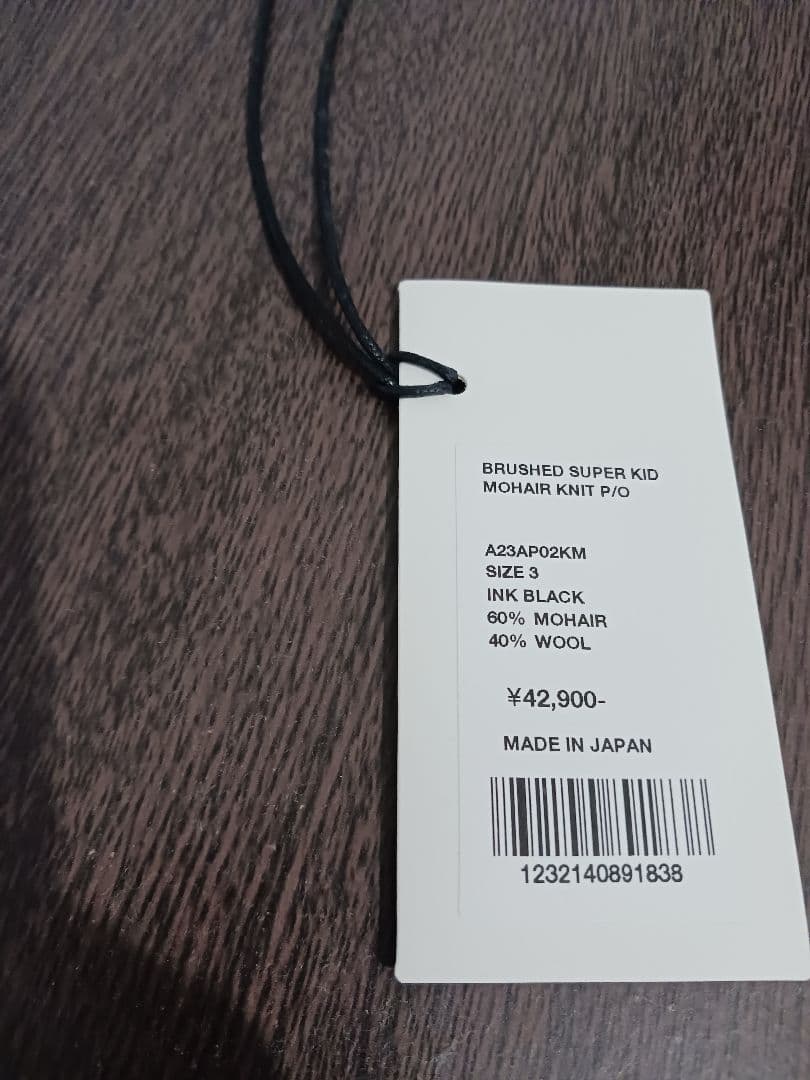 BRUSHED SUPER KID
MOHAIR KNIT P/O
A23AP02KM
SIZE 3
INK BLACK
60% MOHAIR
40% WOOL
¥42,900-
MADE IN JAPAN
1232140891838